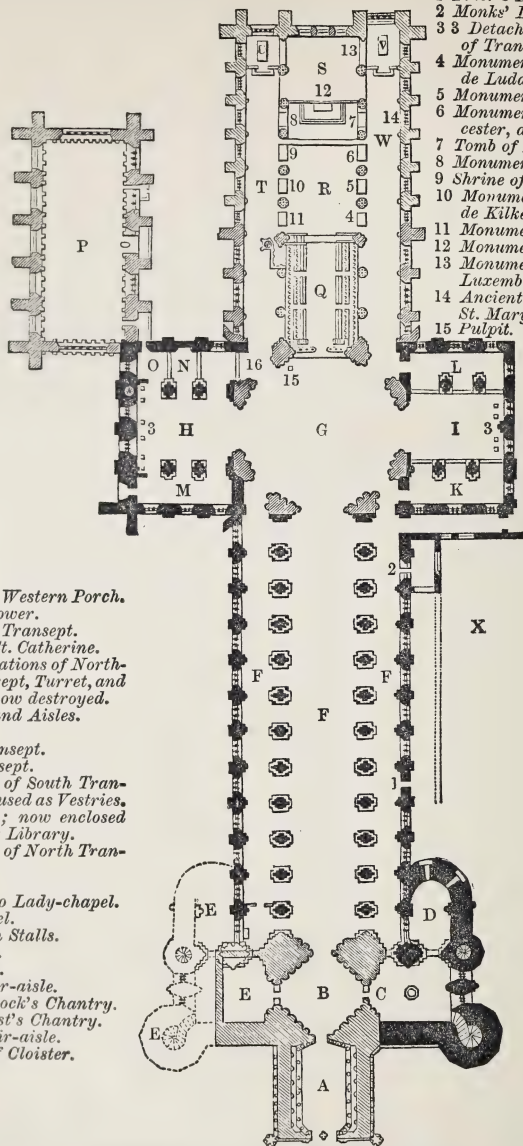 2 Monks'
3 3 Detach
of Tran
4 Monumen
de Luda
5 Monumen
6 Monumen
cester, a
7 Tomb of
8 Monumen
9 Shrine of
10 Monume
de Kilke
11 Monume
12 Monume
13 Monume
Luxemb
14 Ancient
St. Mary
15 Pulpit.
C 13 V
S
12
8 7 14
W
9 6
P T 10 R 5
11 4
Q
O N 16 15 L
3 H G I 3
M K
2
X
F F F
1
E D
E B C
E
A
Western Porch.
ower.
Transept.
t. Catherine.
ations of North-
ept, Turret, and
ow destroyed.
nd Aisles.
nsept.
sept.
of South Tran-
used as Vestries.
; now enclosed
Library.
of North Tran-
o Lady-chapel.
el.
Stalls.
r-aisle.
ock's Chantry.
st's Chantry.
ir-aisle.
f Cloister.